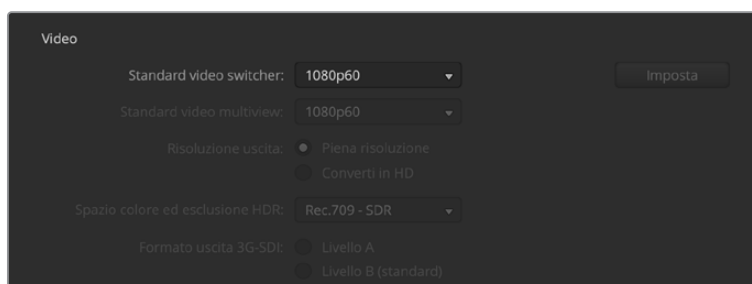 Video
Standard video switcher: 1080p60 Imposta
Standard video multiview: 1080p60
Risoluzione uscita: Piena risoluzione
Converti in HD
Spazio colore ed esclusione HDR: Rec.709 - SDR
Formato uscita 3G-SDI: Livello A
Livello B (standard)